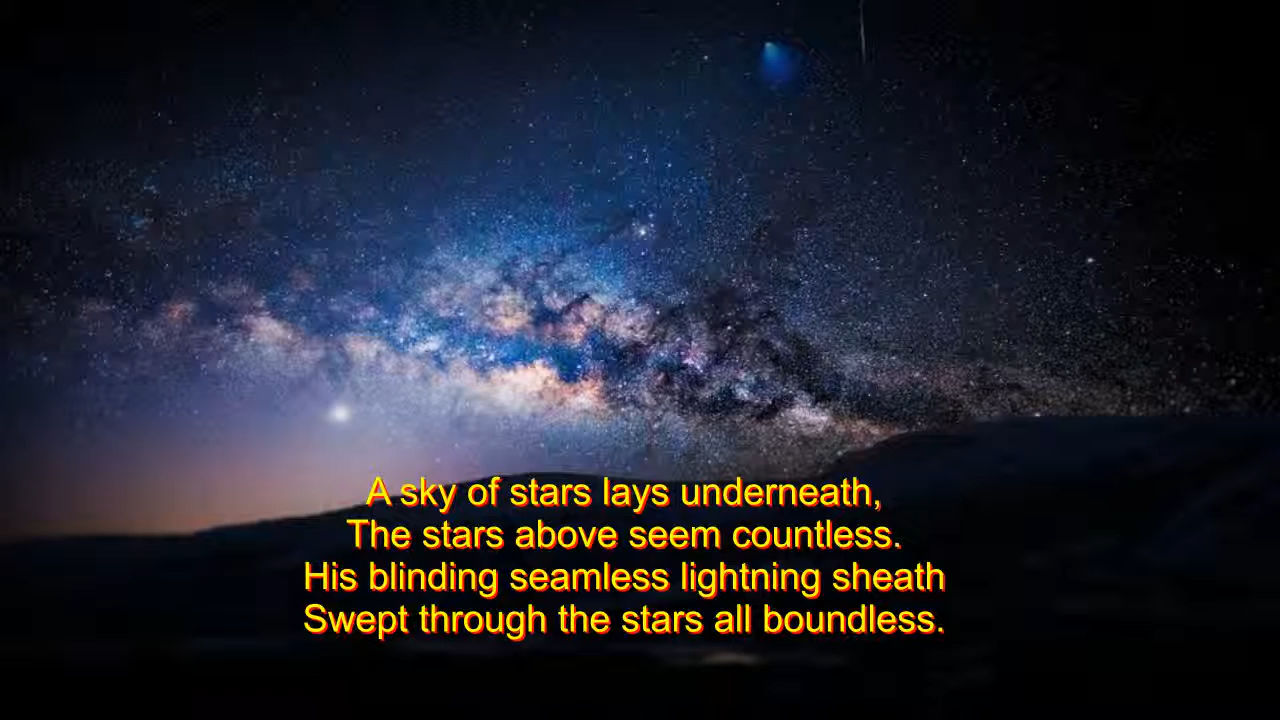 A sky of stars lays underneath,
The stars above seem countless.
His blinding seamless lightning sheath
Swept through the stars all boundless.